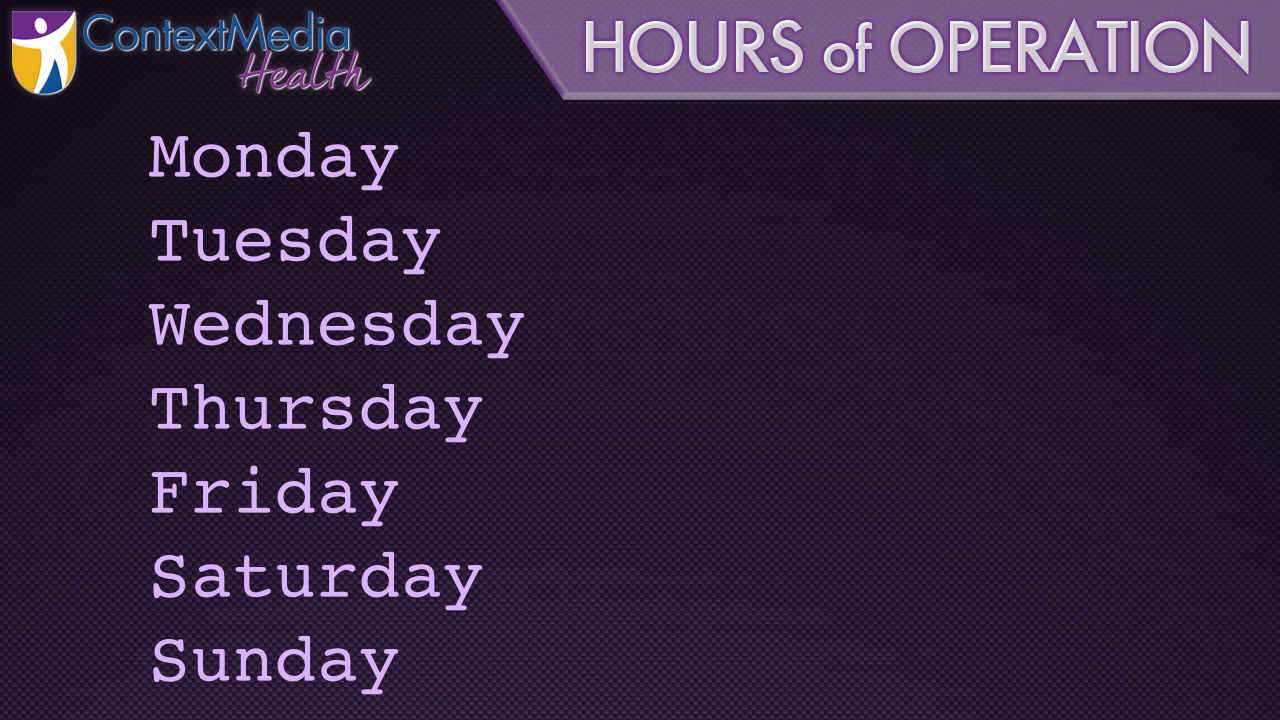 ContextMedia
Health
HOURS of OPERATION
Monday
Tuesday
Wednesday
Thursday
Friday
Saturday
Sunday